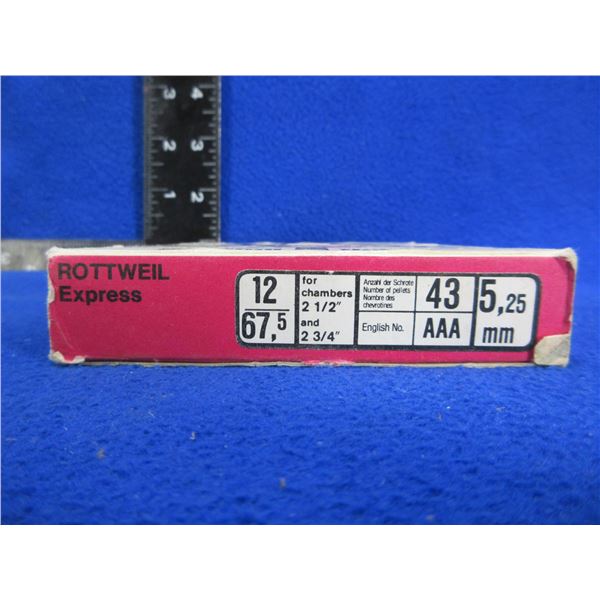 3 4
2 3
1 2
ROTTWEIL
Express
12
67,5
for
chambers
2 1/2"
and
2 3/4"
Anzahl der Schrote
Number of pellets
Nombre des
chevrotines
43
English No.
AAA
5,25
mm